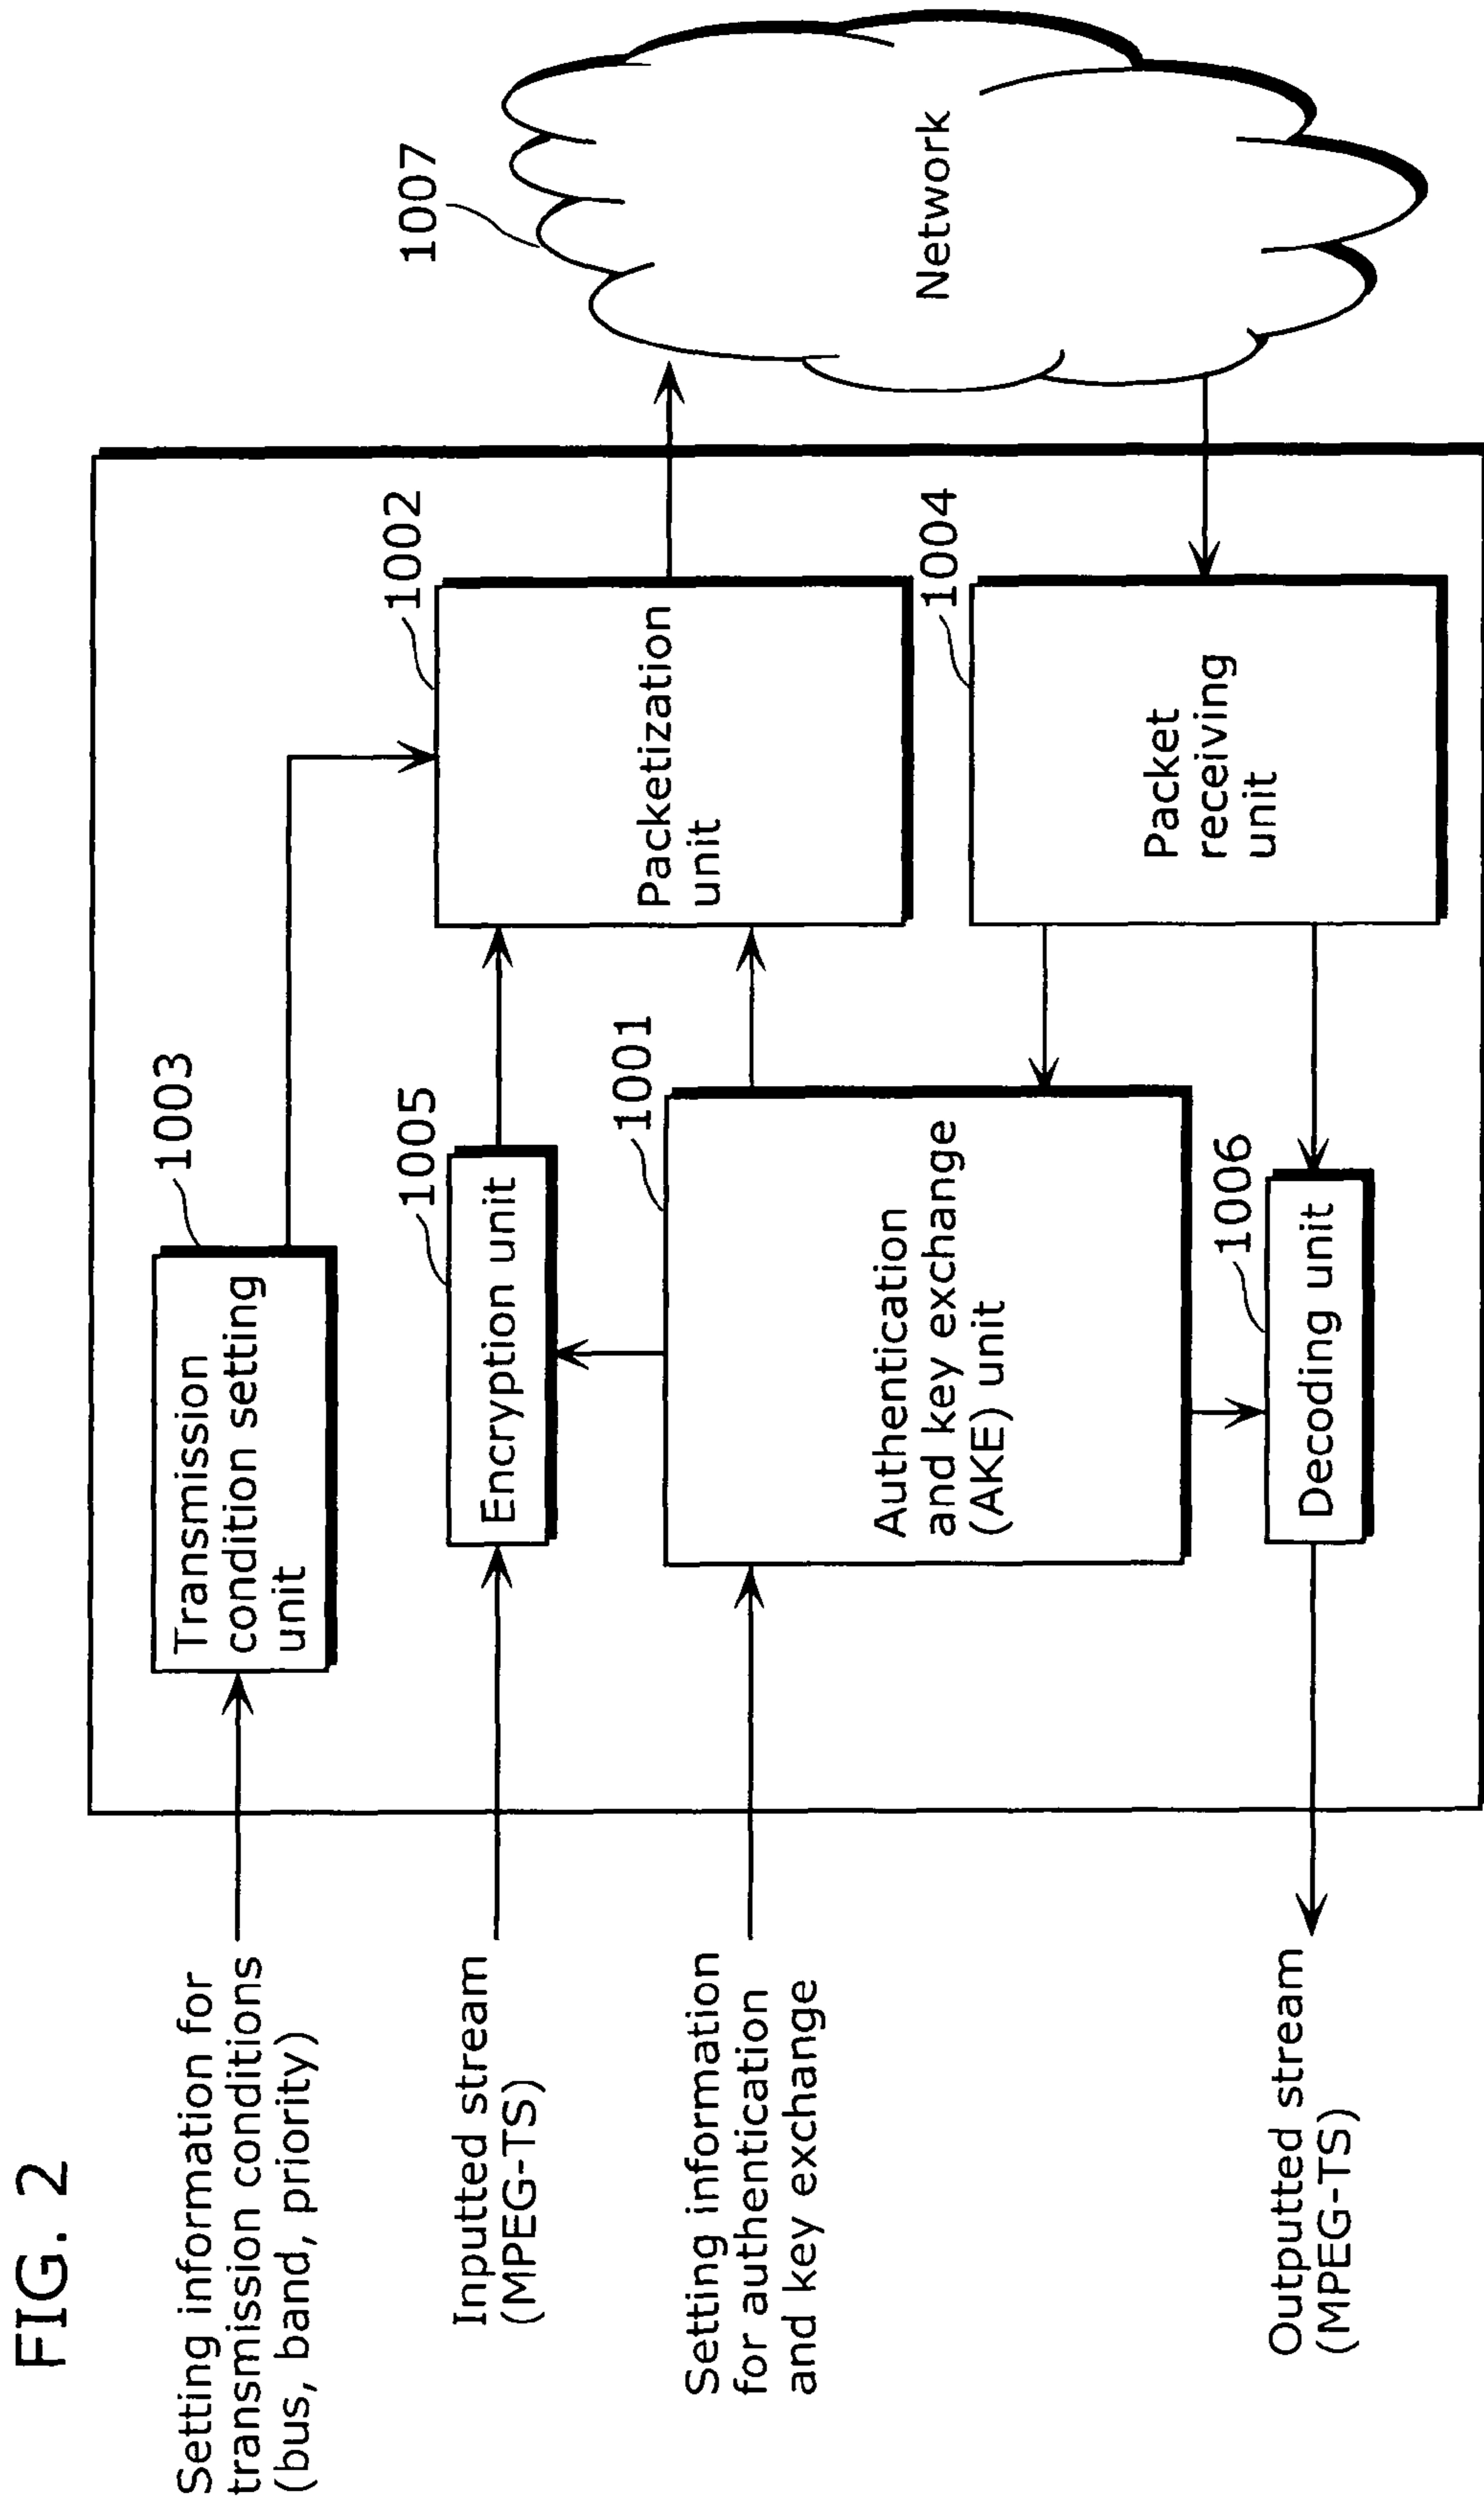 FIG. 2
Setting information for
transmission conditions
(bus, band, priority)
1003
Transmission
condition setting
unit
Inputted stream
(MPEG-TS)
1005
Encryption unit
1002
Packetization
unit
1007
Network
Setting information
for authentication
and key exchange
1001
Authentication
and key exchange
(AKE) unit
1004
Packet
receiving
unit
1006
Decoding unit
Outputted stream
(MPEG-TS)